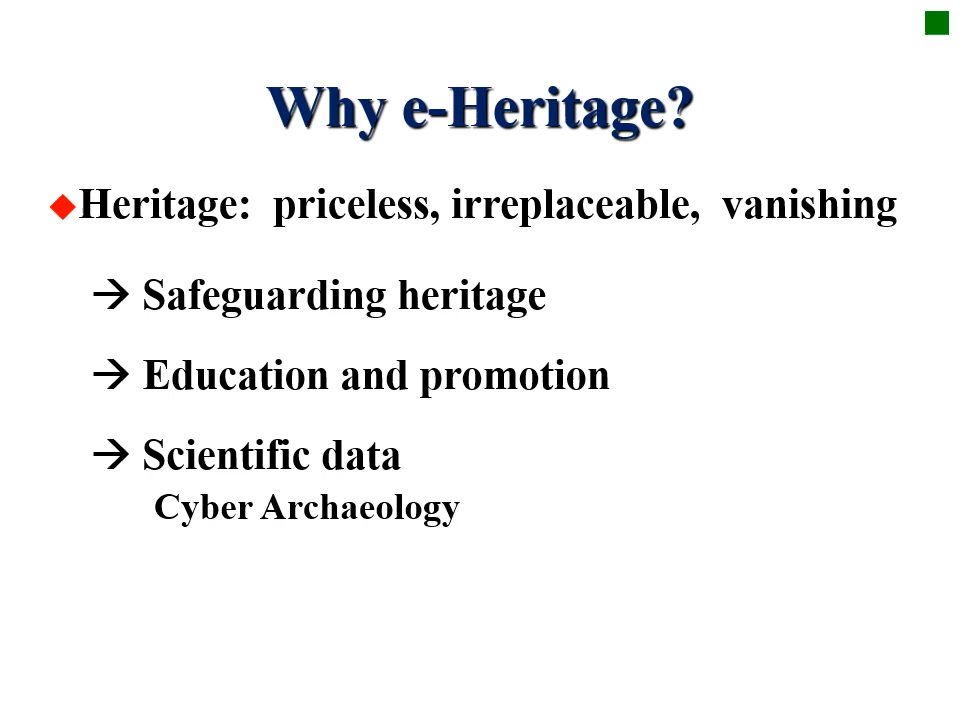 Why e-Heritage?
Heritage:  priceless, irreplaceable,  vanishing
→ Safeguarding heritage
→ Education and promotion
→ Scientific data
Cyber Archaeology